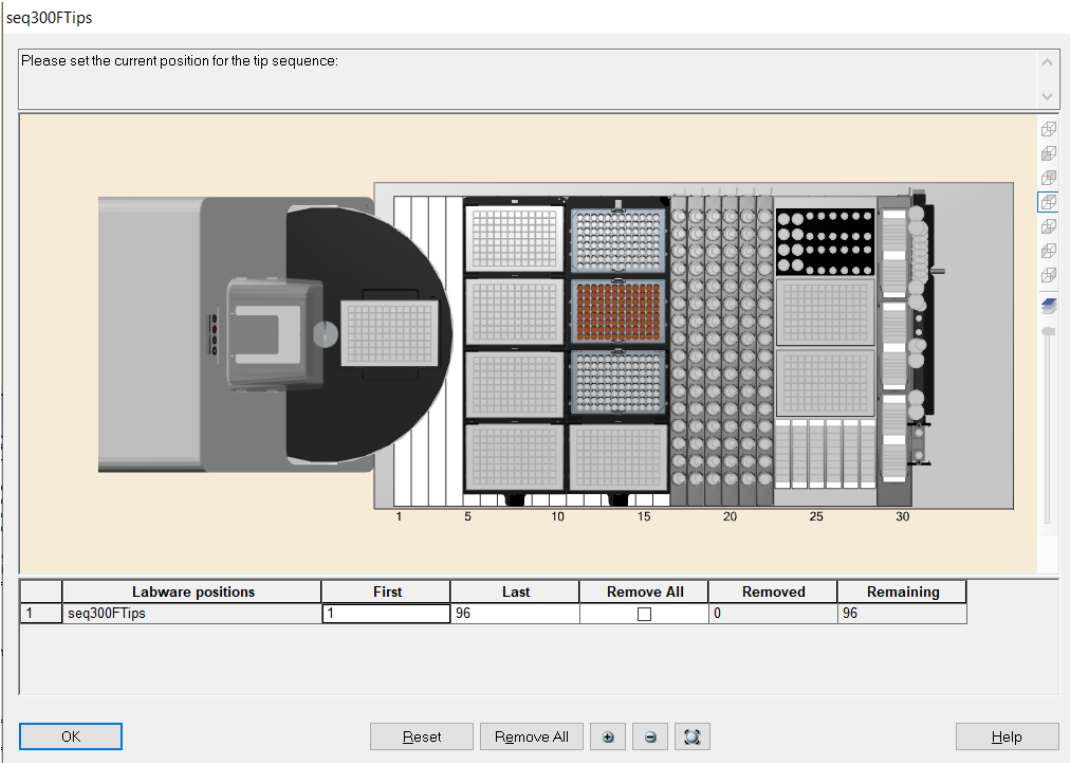 seq300FTips
Please set the current position for the tip sequence:
1 5 10 15 20 25 30
Labware positions First Last Remove All Removed Remaining
1 seq300FTips 1 96 0 96
OK Reset Remove All Help